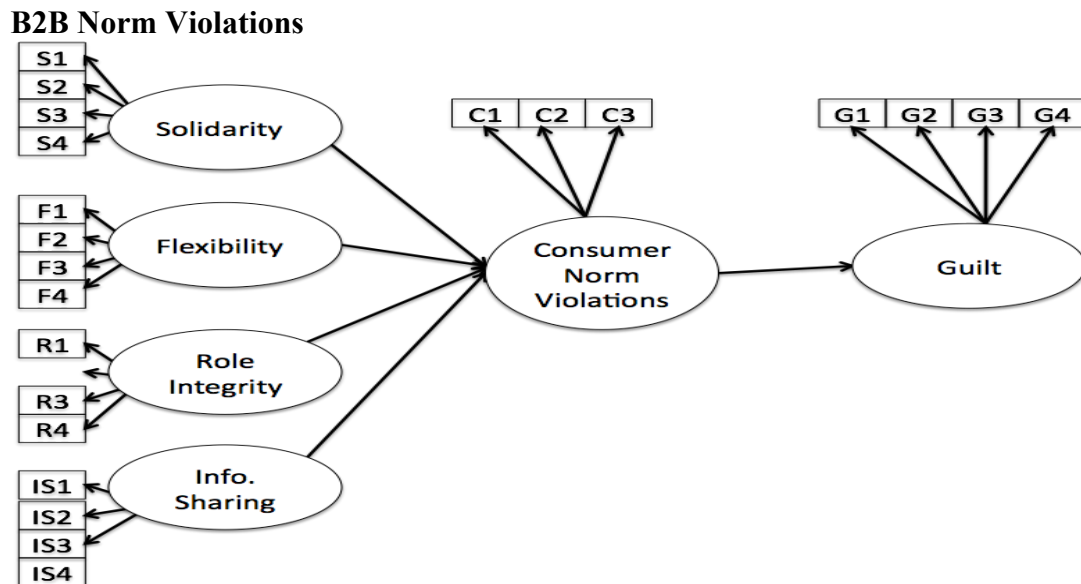 B2B Norm Violations
S1
S2
S3
S4
Solidarity
F1
F2
F3
F4
Flexibility
R1
R3
R4
Role
Integrity
IS1
IS2
IS3
IS4
Info.
Sharing
C1 C2 C3
Consumer
Norm
Violations
G1 G2 G3 G4
Guilt